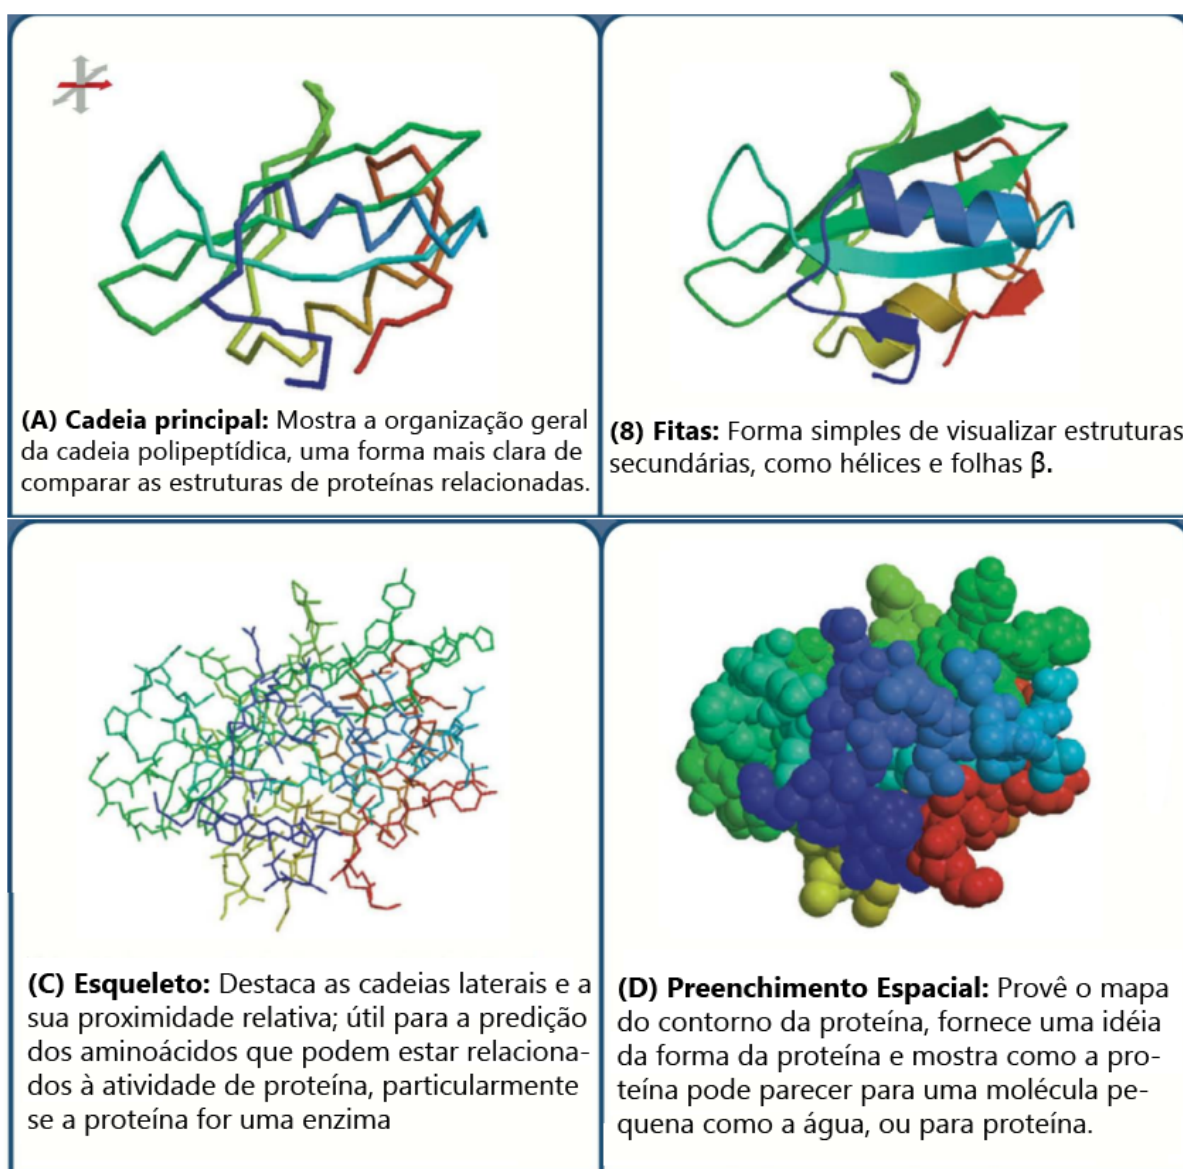 (A) Cadeia principal: Mostra a organização geral
da cadeia polipeptídica, uma forma mais clara de
comparar as estruturas de proteínas relacionadas.
(8) Fitas: Forma simples de visualizar estruturas
secundárias, como hélices e folhas β.
(C) Esqueleto: Destaca as cadeias laterais e a
sua proximidade relativa; útil para a predição
dos aminoácidos que podem estar relaciona-
dos à atividade de proteína, particularmente
se a proteína for uma enzima
(D) Preenchimento Espacial: Provê o mapa
do contorno da proteína, fornece uma idéia
da forma da proteína e mostra como a pro-
teína pode parecer para uma molécula pe-
quena como a água, ou para proteína.